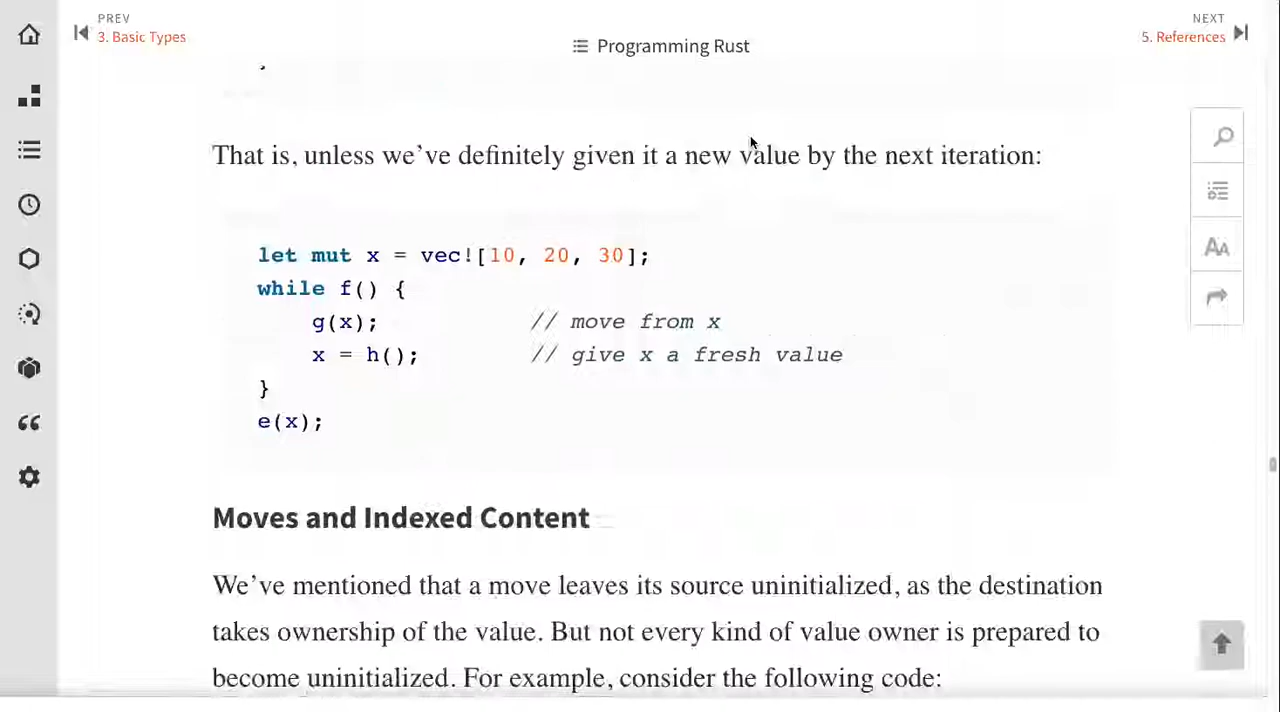 PREV
3. Basic Types
Programming Rust
NEXT
5. References
That is, unless we’ve definitely given it a new value by the next iteration:
let mut x = vec![10, 20, 30];
while f() {
    g(x);           // move from x
    x = h();        // give x a fresh value
}
e(x);
Moves and Indexed Content
We’ve mentioned that a move leaves its source uninitialized, as the destination
takes ownership of the value. But not every kind of value owner is prepared to
become uninitialized. For example, consider the following code:
AA